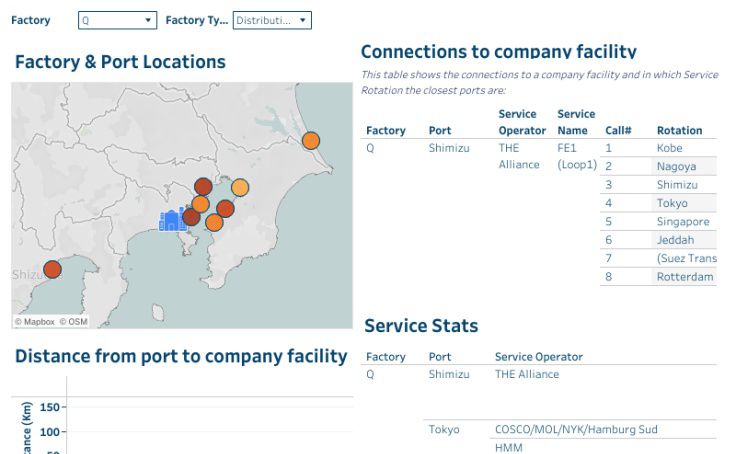 Factory Q Factory Ty... Distributi...
Factory & Port Locations
Shizu
© Mapbox © OSM
Distance from port to company facility
150
100
tance (Km)
Connections to company facility
This table shows the connections to a company facility and in which Service
Rotation the closest ports are:
Factory Port Service Operator Service Name Call# Rotation
Q Shimizu THE Alliance FE1 (Loop1) 1 Kobe
2 Nagoya
3 Shimizu
4 Tokyo
5 Singapore
6 Jeddah
7 (Suez Trans
8 Rotterdam
Service Stats
Factory Port Service Operator
Q Shimizu THE Alliance
Tokyo COSCO/MOL/NYK/Hamburg Sud
HMM